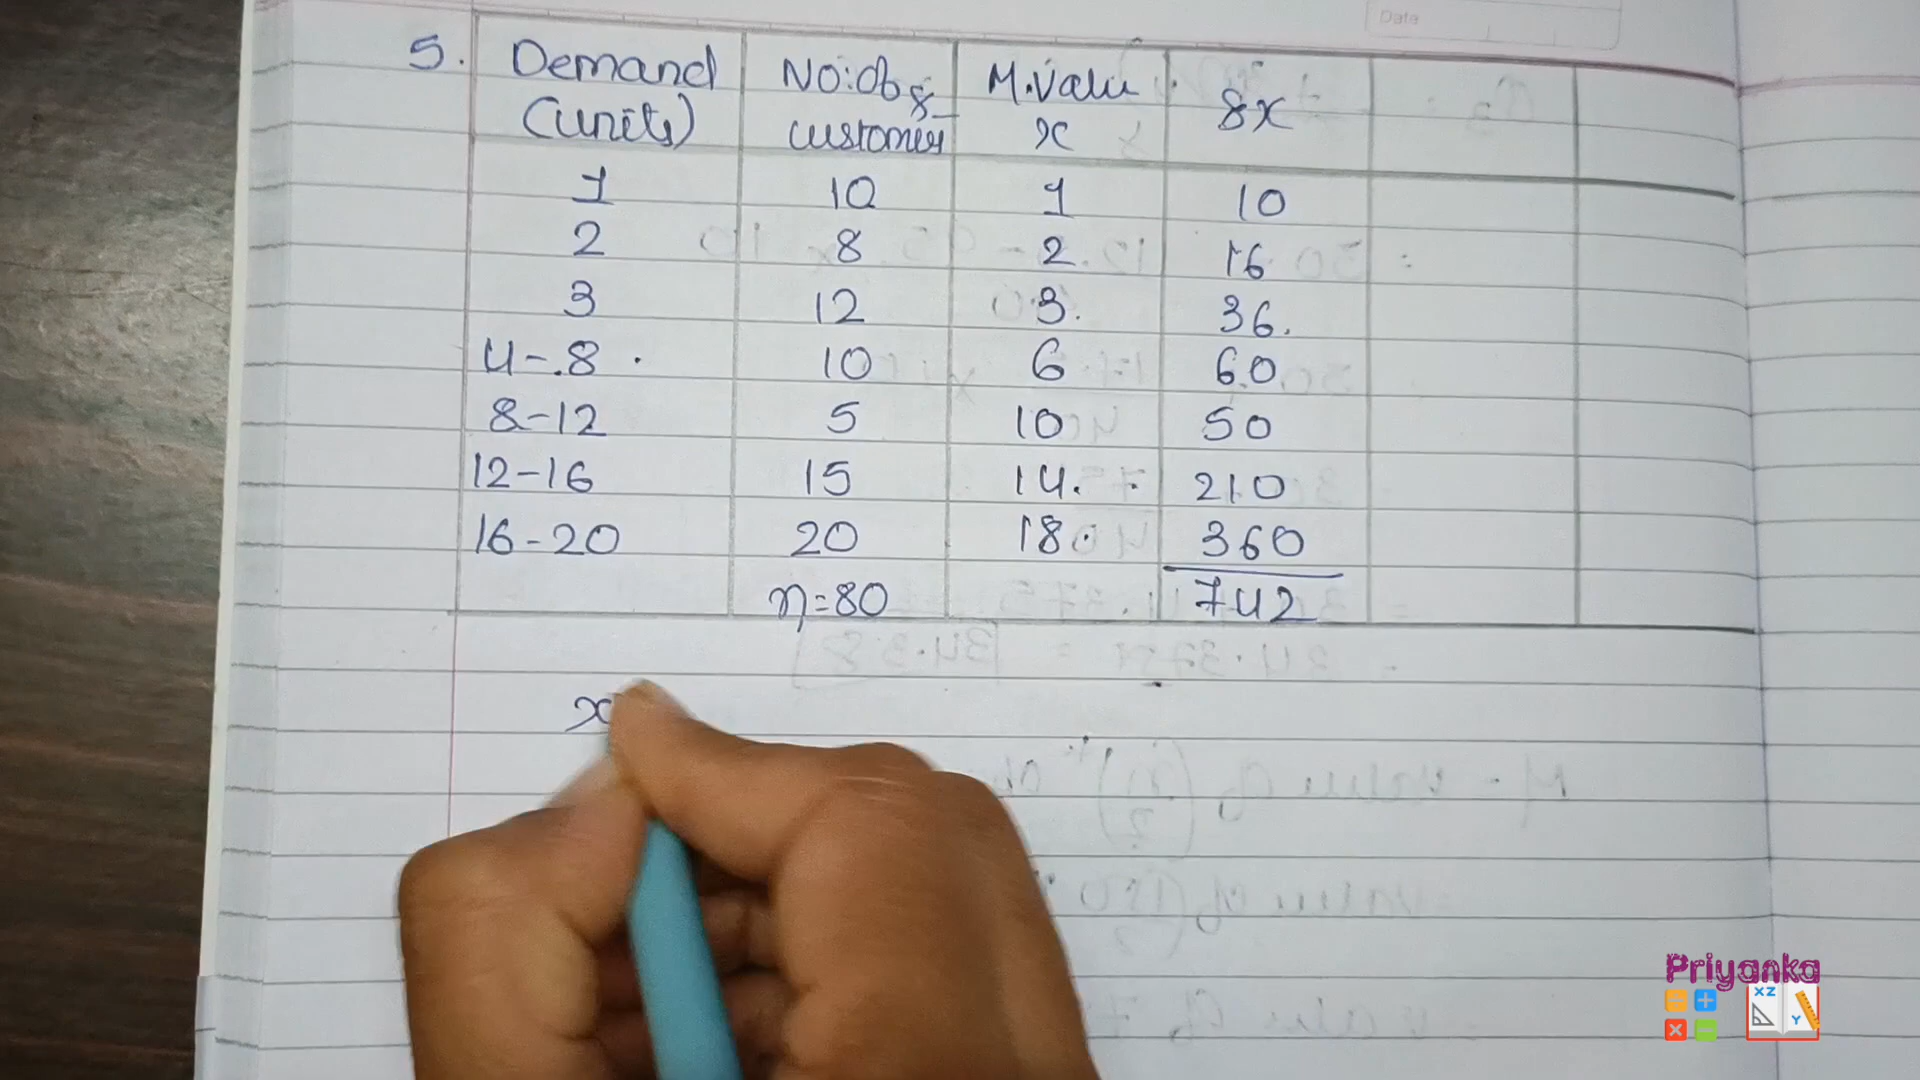 Date
5. Demand (units) No: of customers f M. Value x fx
1 10 1 10
2 8 2 16
3 12 3. 36.
4-8 10 6 60
8-12 5 10 50
12-16 15 14. 210
16-20 20 18. 360
n=80 742
x
Priyanka
XZ
Y